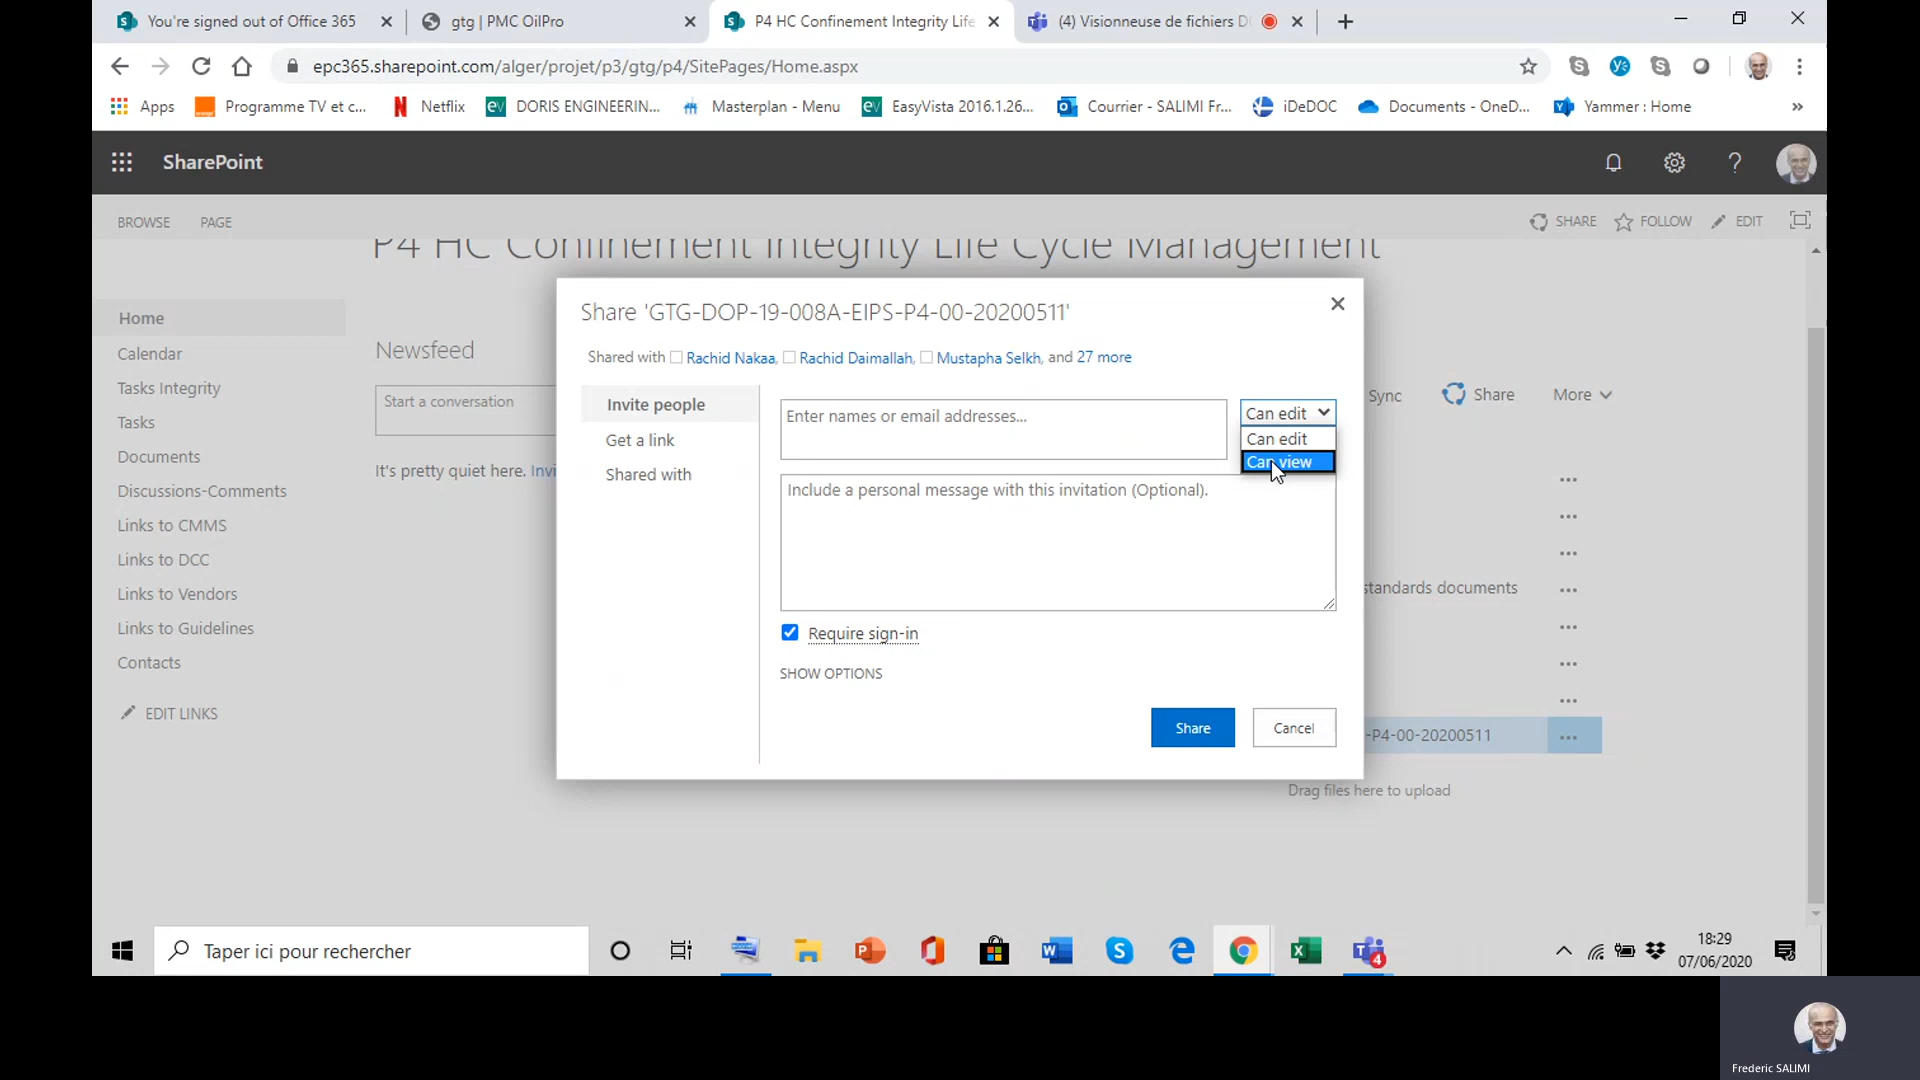 You're signed out of Office 365
gtg | PMC OilPro
P4 HC Confinement Integrity Life
(4) Visionneuse de fichiers
epc365.sharepoint.com/alger/projet/p3/gtg/p4/SitePages/Home.aspx
Apps
Programme TV et c...
Netflix
DORIS ENGINEERIN...
Masterplan - Menu
EasyVista 2016.1.26...
Courrier - SALIMI Fr...
iDeDOC
Documents - OneD...
Yammer : Home
SharePoint
BROWSE
PAGE
SHARE
FOLLOW
EDIT
P4 HC Confinement Integrity Life Cycle Management
Home
Calendar
Tasks Integrity
Tasks
Documents
Discussions-Comments
Links to CMMS
Links to DCC
Links to Vendors
Links to Guidelines
Contacts
EDIT LINKS
Newsfeed
Start a conversation
It's pretty quiet here. Invi
Share 'GTG-DOP-19-008A-EIPS-P4-00-20200511'
Shared with Rachid Nakaa, Rachid Daimallah, Mustapha Selkh, and 27 more
Invite people
Get a link
Shared with
Enter names or email addresses...
Can edit
Can edit
Can view
Include a personal message with this invitation (Optional).
Require sign-in
SHOW OPTIONS
Share
Cancel
Sync
Share
More
standards documents
-P4-00-20200511
Drag files here to upload
Taper ici pour rechercher
4
18:29
07/06/2020
Frederic SALIMI